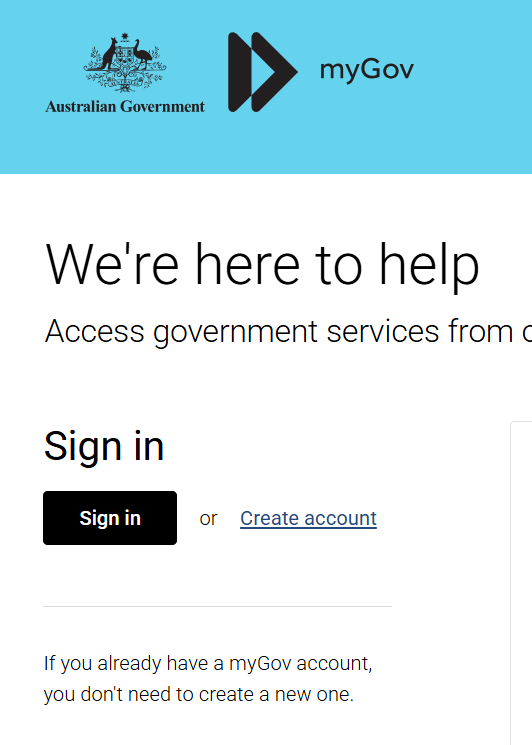 Australian Government
myGov
We're here to help
Access government services from
Sign in
Sign in or Create account
If you already have a myGov account,
you don't need to create a new one.